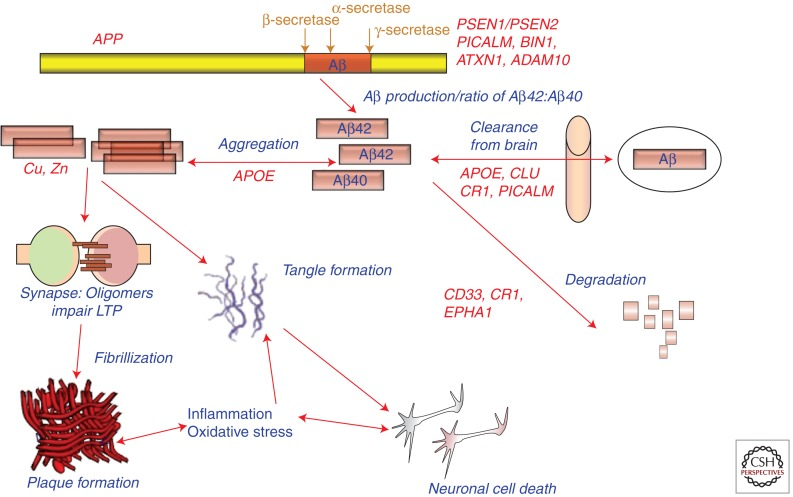 α-secretase
β-secretase
γ-secretase
APP
PSEN1/PSEN2
PICALM, BIN1,
ATXN1, ADAM10
Aβ
Aβ production/ratio of Aβ42:Aβ40
Aβ42
Aβ42
Aβ40
Aggregation
APOE
Cu, Zn
Clearance
from brain
APOE, CLU
CR1, PICALM
Aβ
Synapse: Oligomers
impair LTP
Tangle formation
CD33, CR1,
EPHA1
Degradation
Fibrillization
Inflammation
Oxidative stress
Plaque formation
Neuronal cell death
CSH
PERSPECTIVES